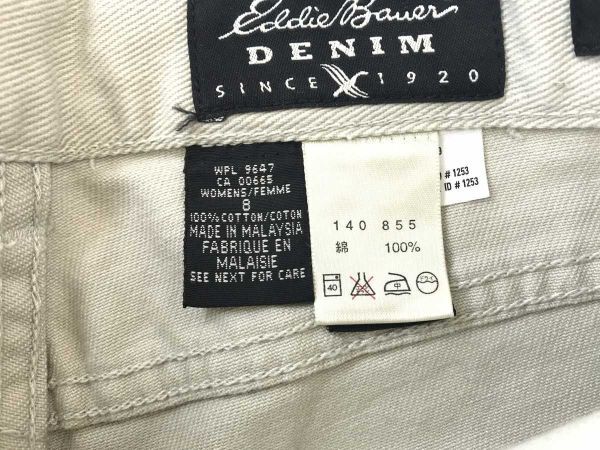 Eddie Bauer
DENIM
SINCE 1920
WPL 9647
CA 00665
WOMENS/FEMME
8
100% COTTON/COTON
MADE IN MALAYSIA
FABRIQUE EN
MALAISIE
SEE NEXT FOR CARE
140 855
綿 100%
40 中 ドライ
# 1253
ID # 1253